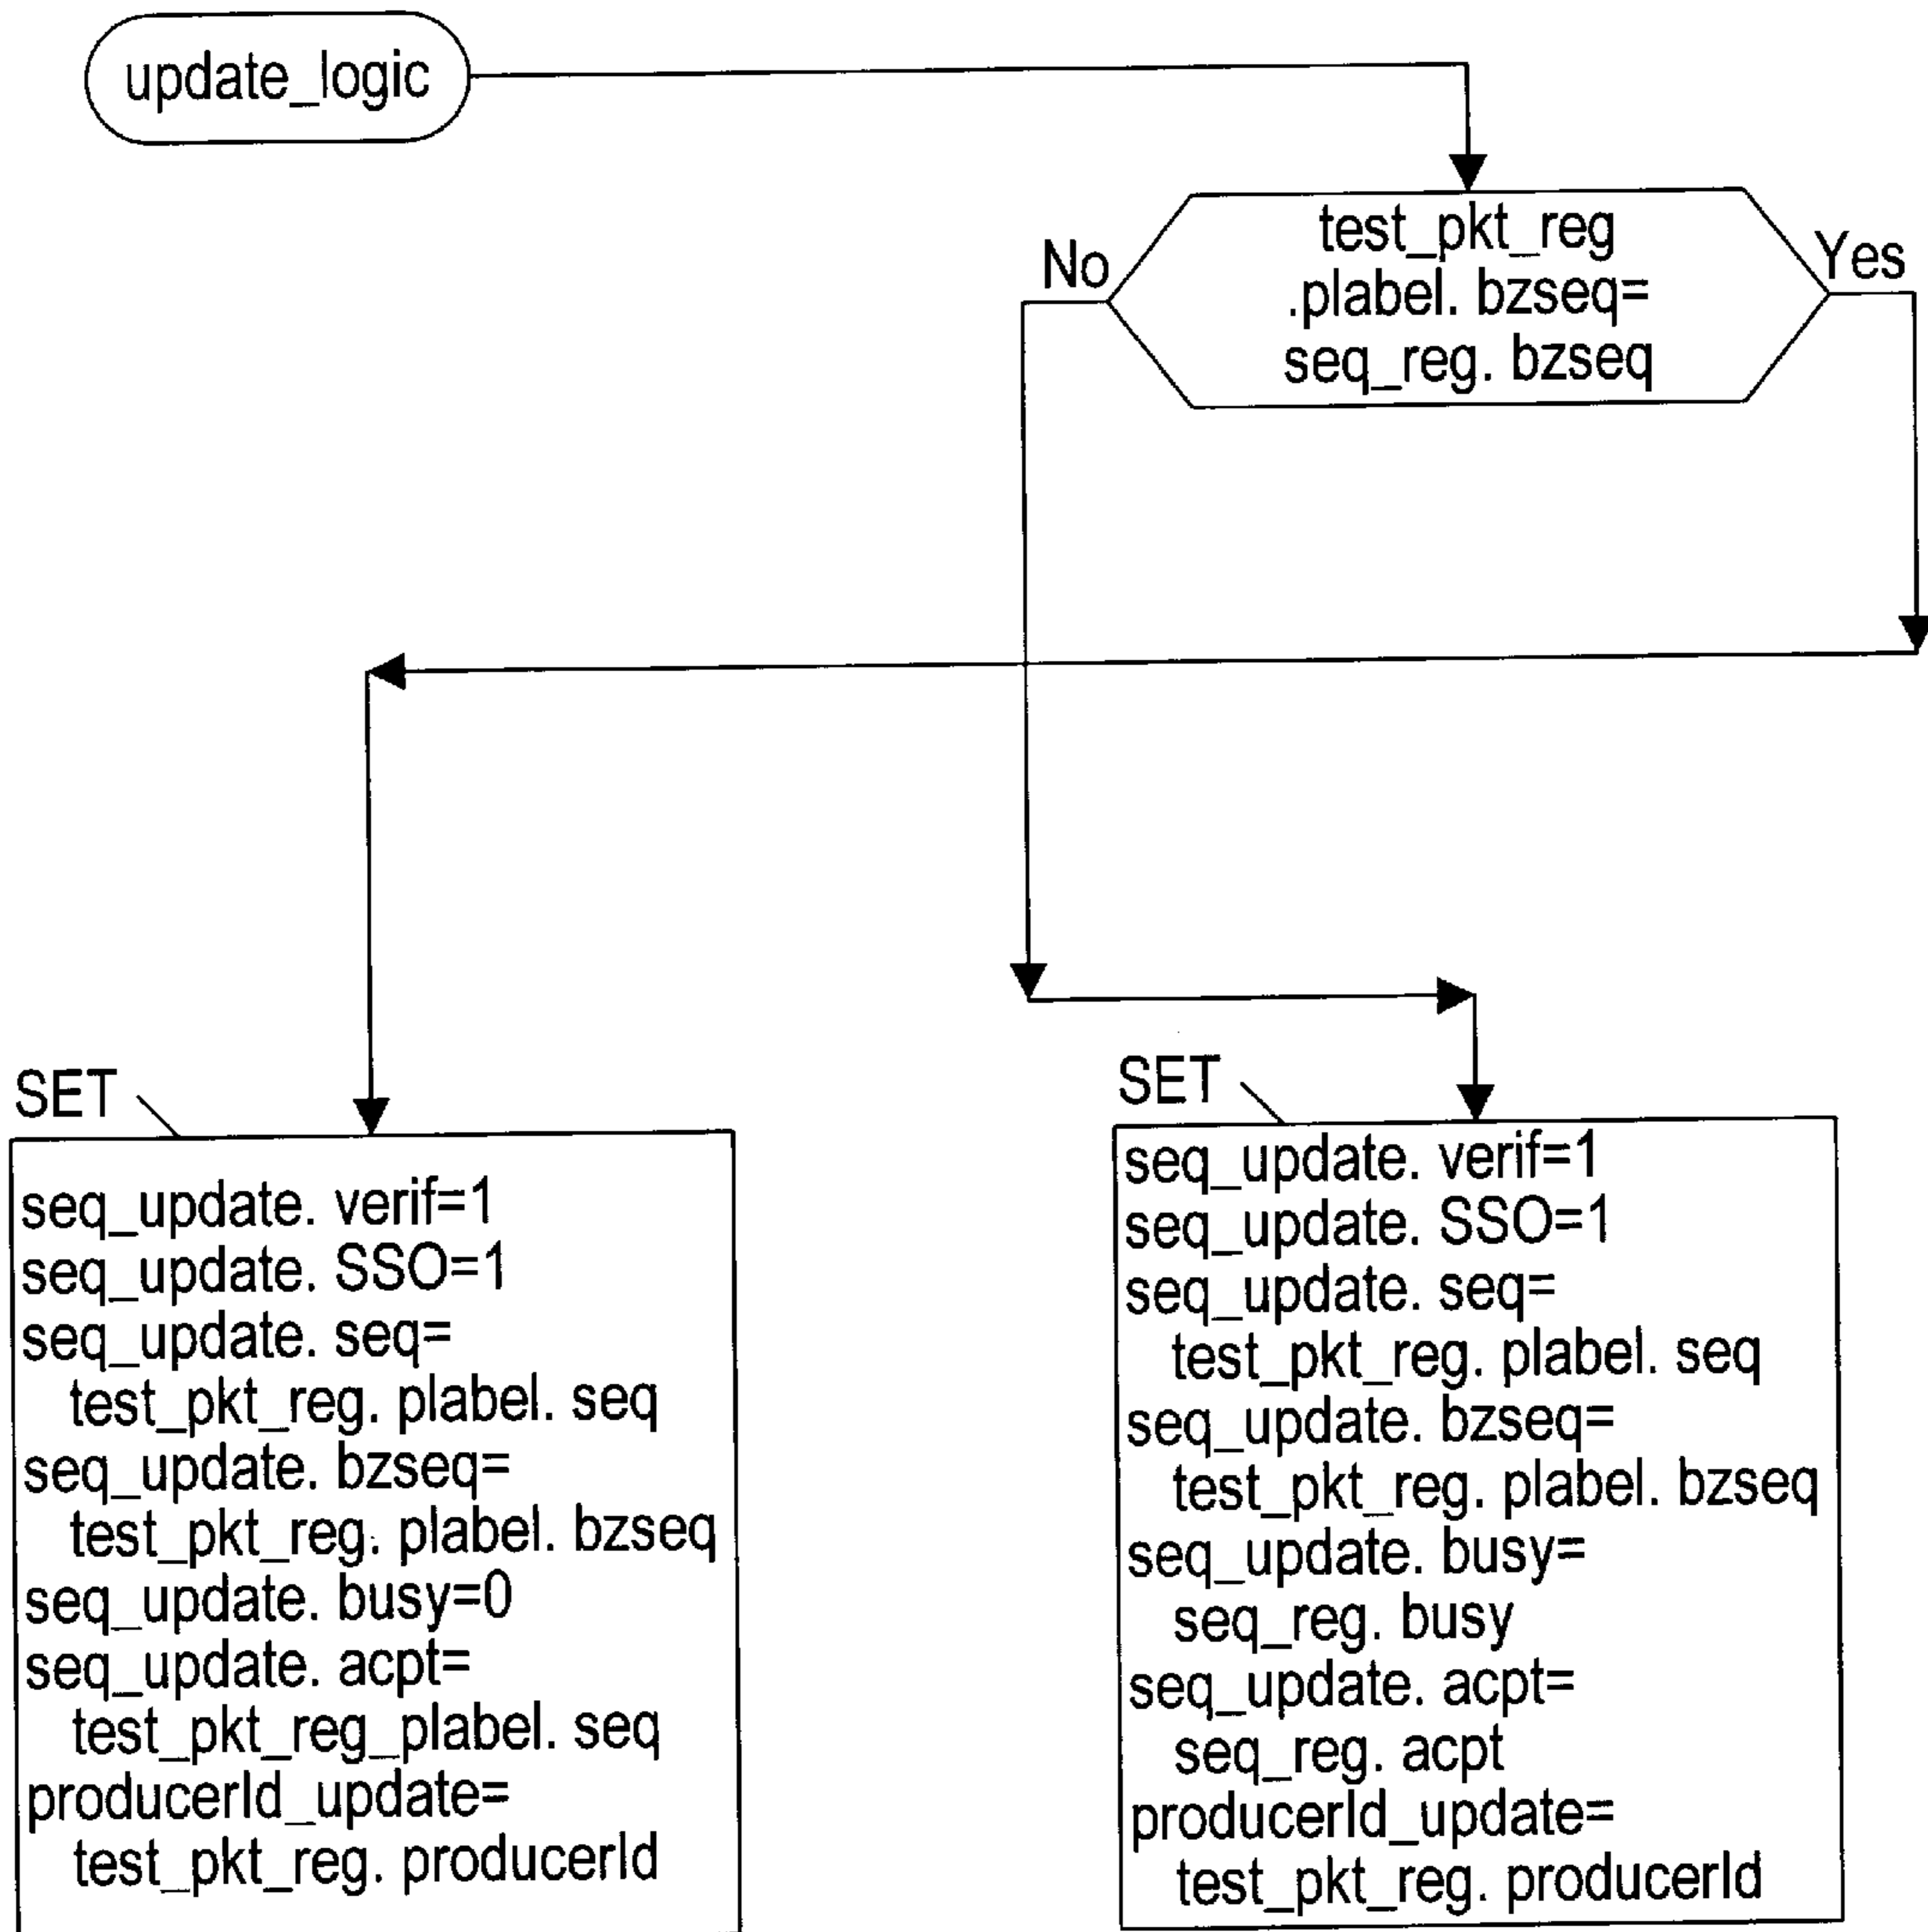 update_logic
test_pkt_reg
.plabel. bzseq=
seq_reg. bzseq
No
Yes
SET
seq_update. verif=1
seq_update. SSO=1
seq_update. seq=
test_pkt_reg. plabel. seq
seq_update. bzseq=
test_pkt_reg. plabel. bzseq
seq_update. busy=0
seq_update. acpt=
test_pkt_reg_plabel. seq
producerId_update=
test_pkt_reg. producerId
SET
seq_update. verif=1
seq_update. SSO=1
seq_update. seq=
test_pkt_reg. plabel. seq
seq_update. bzseq=
test_pkt_reg. plabel. bzseq
seq_update. busy=
seq_reg. busy
seq_update. acpt=
seq_reg. acpt
producerId_update=
test_pkt_reg. producerId